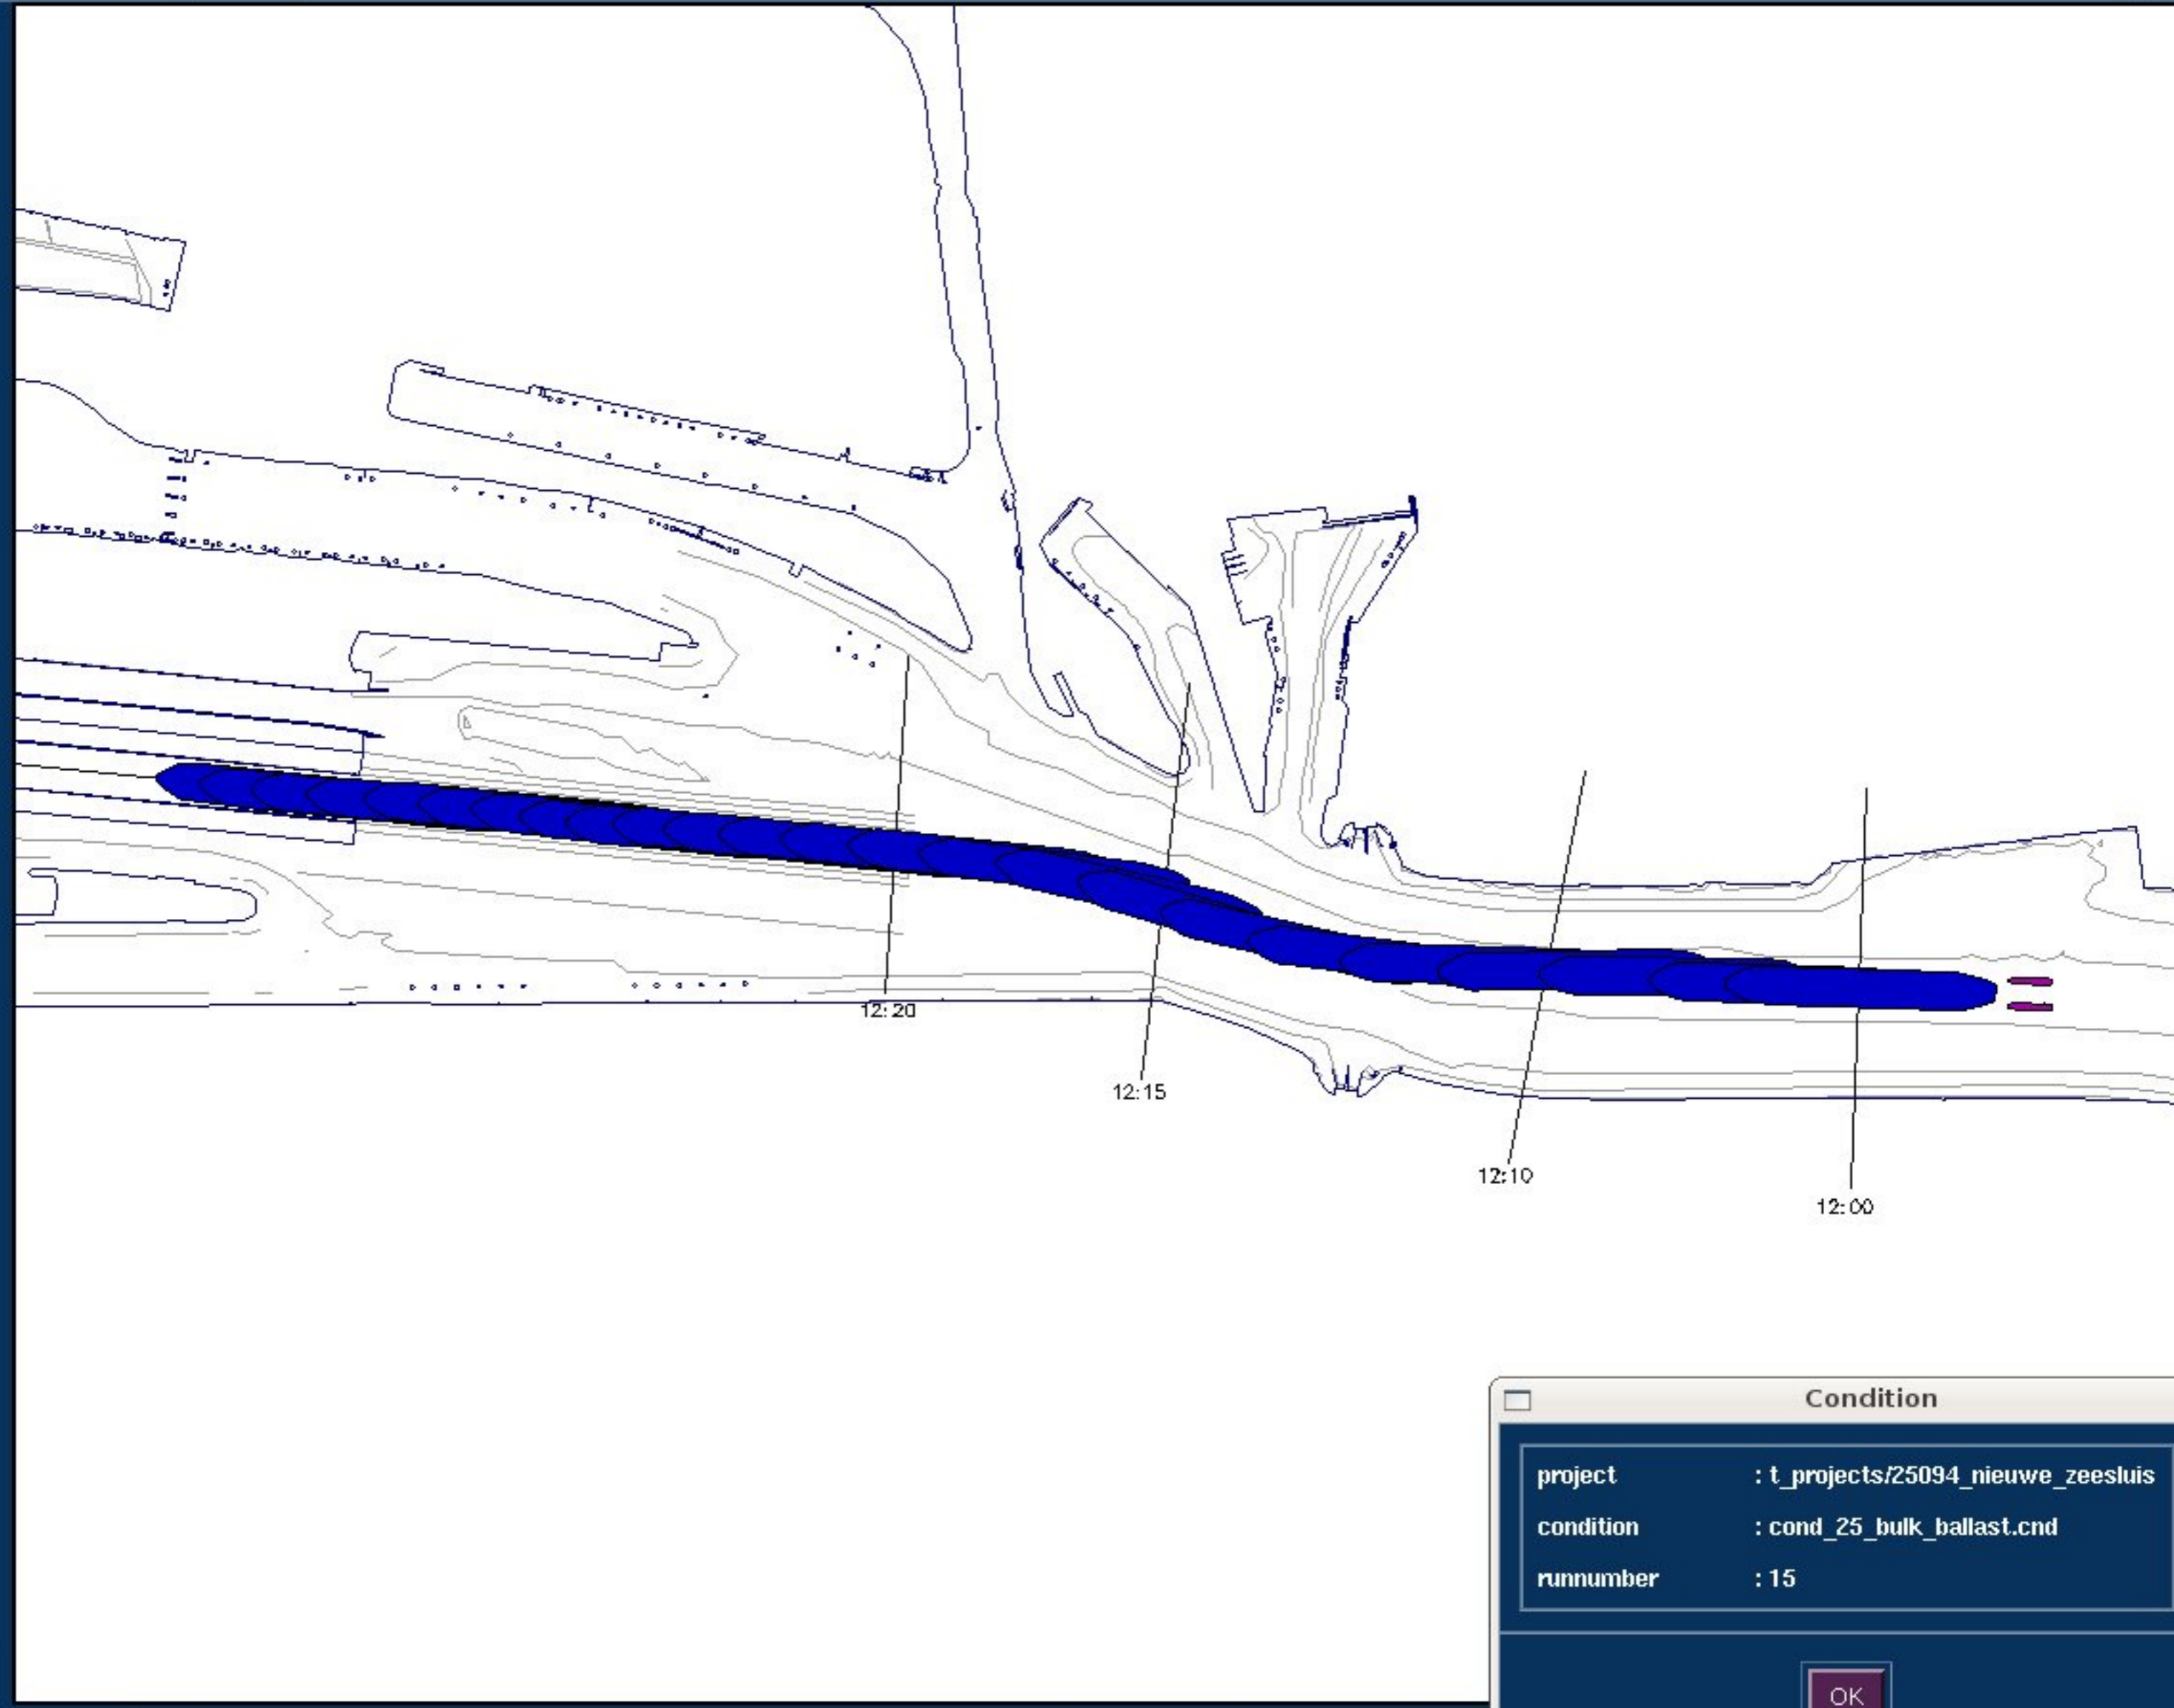 12:20
12:15
12:10
12:00
Condition
project : t_projects/25094_nieuwe_zeesluis
condition : cond_25_bulk_ballast.cnd
runnumber : 15
OK